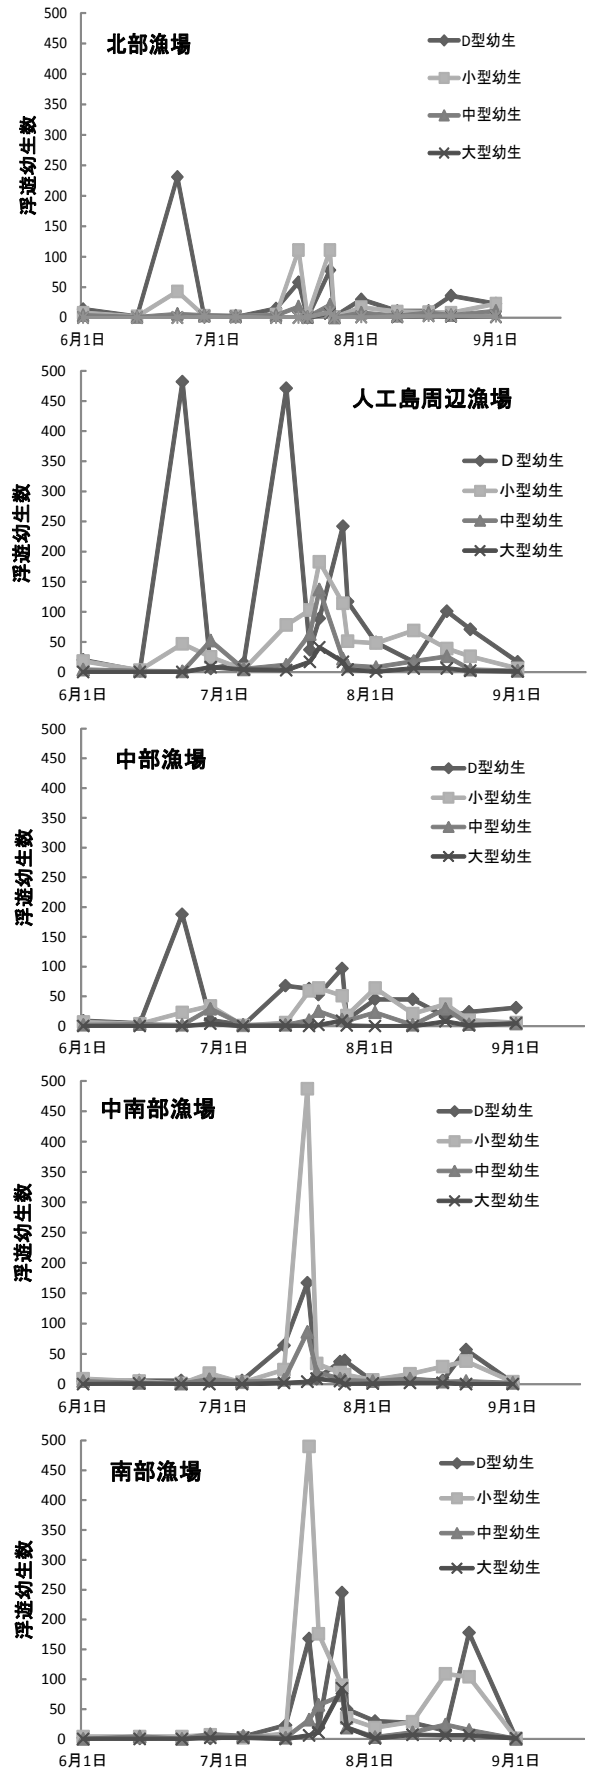 北部漁場
浮遊幼生数
500
450
400
350
300
250
200
150
100
50
0
6月1日 7月1日 8月1日 9月1日
D型幼生
小型幼生
中型幼生
大型幼生
人工島周辺漁場
浮遊幼生数
500
450
400
350
300
250
200
150
100
50
0
6月1日 7月1日 8月1日 9月1日
D型幼生
小型幼生
中型幼生
大型幼生
中部漁場
浮遊幼生数
500
450
400
350
300
250
200
150
100
50
0
6月1日 7月1日 8月1日 9月1日
D型幼生
小型幼生
中型幼生
大型幼生
中南部漁場
浮遊幼生数
500
450
400
350
300
250
200
150
100
50
0
6月1日 7月1日 8月1日 9月1日
D型幼生
小型幼生
中型幼生
大型幼生
南部漁場
浮遊幼生数
500
450
400
350
300
250
200
150
100
50
0
6月1日 7月1日 8月1日 9月1日
D型幼生
小型幼生
中型幼生
大型幼生